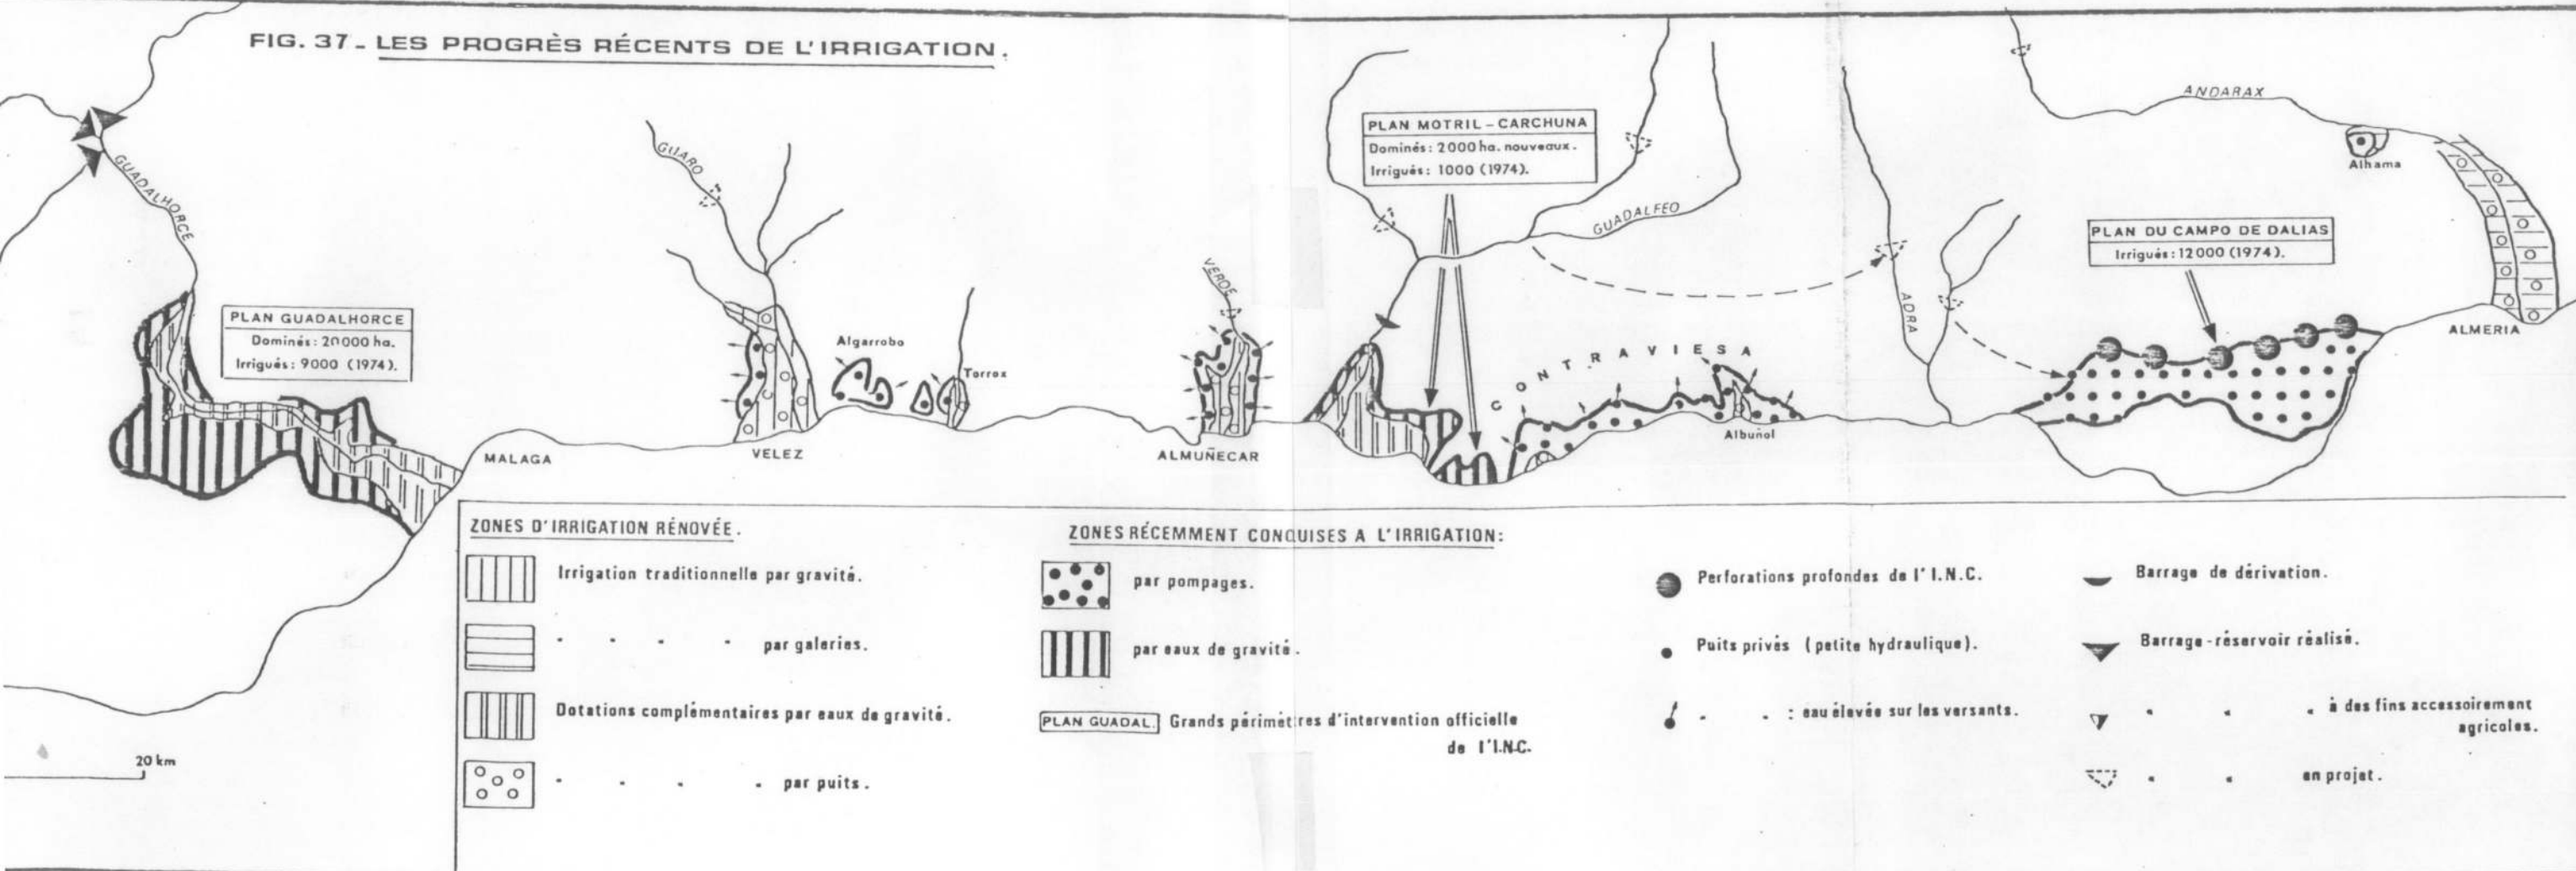 FIG. 37 - LES PROGRÈS RÉCENTS DE L'IRRIGATION.
GUADALHORCE
PLAN GUADALHORCE
Dominés: 20000 ha.
Irrigués: 9000 (1974).
MALAGA
GUARO
VELEZ
Algarrobo
Torrox
VERDE
ALMUÑECAR
PLAN MOTRIL-CARCHUNA
Dominés: 2000 ha. nouveaux.
Irrigués: 1000 (1974).
GUADALFEO
CONTRAVIESA
Albuñol
ADRA
PLAN DU CAMPO DE DALIAS
Irrigués: 12000 (1974).
ANDARAX
Alhama
ALMERIA
20 km
ZONES D'IRRIGATION RÉNOVÉE.
Irrigation traditionnelle par gravité.
" " " " par galeries.
Dotations complémentaires par eaux de gravité.
" " " " par puits.
ZONES RÉCEMMENT CONQUISES A L'IRRIGATION:
par pompages.
par eaux de gravité.
PLAN GUADAL. Grands périmètres d'intervention officielle
de l'I.N.C.
Perforations profondes de l'I.N.C.
Puits privés (petite hydraulique).
" " : eau élevée sur les versants.
Barrage de dérivation.
Barrage-réservoir réalisé.
" " " à des fins accessoirement
agricoles.
" " en projet.